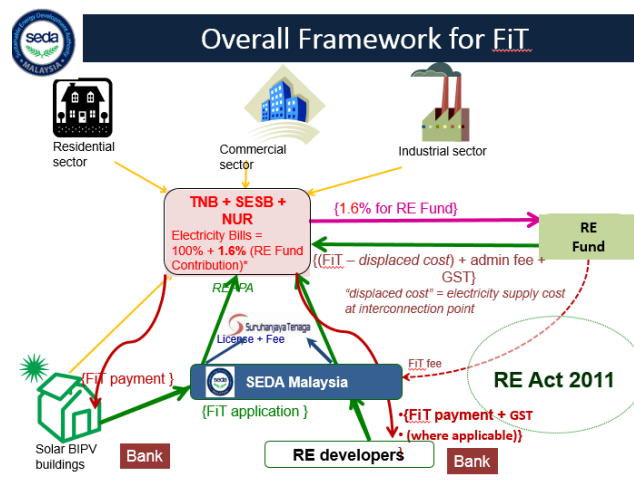 seda
MALAYSIA
Overall Framework for FiT
Residential
sector
Commercial
sector
Industrial sector
TNB + SESB +
NUR
Electricity Bills =
100% + 1.6% (RE Fund
Contribution)*
{1.6% for RE Fund}
RE
Fund
{(FiT – displaced cost) + admin fee +
GST}
"displaced cost" = electricity supply cost
at interconnection point
REPPA
Suruhanjaya Tenaga
License + Fee
{FiT payment }
seda
SEDA Malaysia
FiT fee
RE Act 2011
{FiT application }
•{FiT payment + GST
•(where applicable)}
Solar BIPV
buildings
Bank
RE developers
Bank